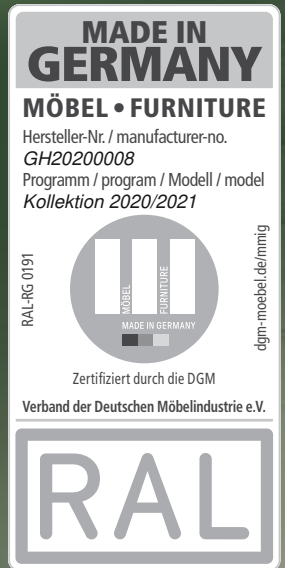 MADE IN
GERMANY
MÖBEL • FURNITURE
Hersteller-Nr. / manufacturer-no.
GH20200008
Programm / program / Modell / model
Kollektion 2020/2021
RAL-RG 0191
MÖBEL
FURNITURE
MADE IN GERMANY
dgm-moebel.de/mmig
Zertifiziert durch die DGM
Verband der Deutschen Möbelindustrie e.V.
RAL